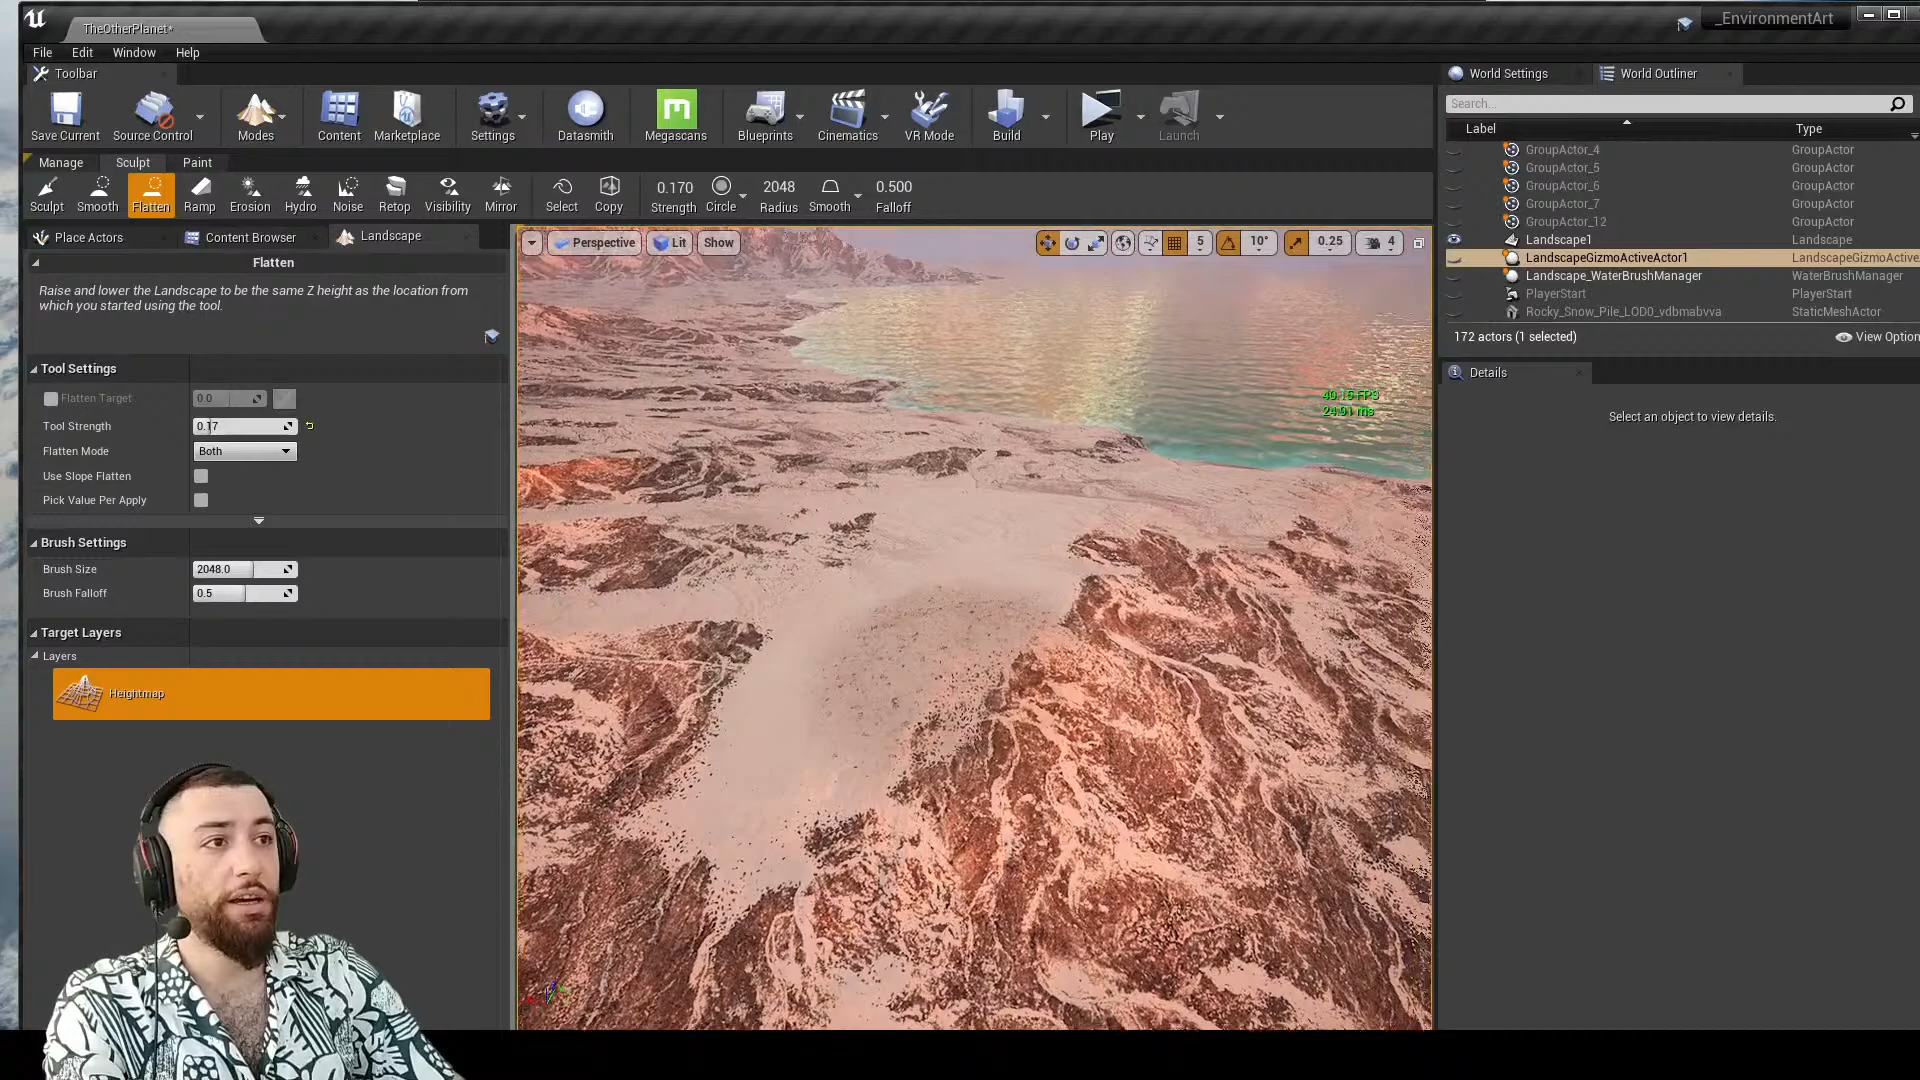 TheOtherPlanet*
_EnvironmentArt
File Edit Window Help
Toolbar
World Settings
World Outliner
Save Current
Source Control
Modes
Content
Marketplace
Settings
Datasmith
Megascans
Blueprints
Cinematics
VR Mode
Build
Play
Launch
Search...
Label
Type
GroupActor_4 GroupActor
GroupActor_5 GroupActor
GroupActor_6 GroupActor
GroupActor_7 GroupActor
GroupActor_12 GroupActor
Landscape1 Landscape
LandscapeGizmoActiveActor1 LandscapeGizmoActive
Landscape_WaterBrushManager WaterBrushManager
PlayerStart PlayerStart
Rocky_Snow_Pile_LOD0_vdbmabvva StaticMeshActor
172 actors (1 selected)
View Option
Manage Sculpt Paint
Sculpt
Smooth
Flatten
Ramp
Erosion
Hydro
Noise
Retop
Visibility
Mirror
Select
Copy
0.170
Strength
Circle
2048
Radius
Smooth
0.500
Falloff
Place Actors
Content Browser
Landscape
Perspective
Lit
Show
5
10°
0.25
4
Flatten
Raise and lower the Landscape to be the same Z height as the location from
which you started using the tool.
Tool Settings
Flatten Target 0.0
Tool Strength 0.17
Flatten Mode Both
Use Slope Flatten
Pick Value Per Apply
Brush Settings
Brush Size 2048.0
Brush Falloff 0.5
Target Layers
Layers
Heightmap
40.15 FPS
24.91 ms
Details
Select an object to view details.